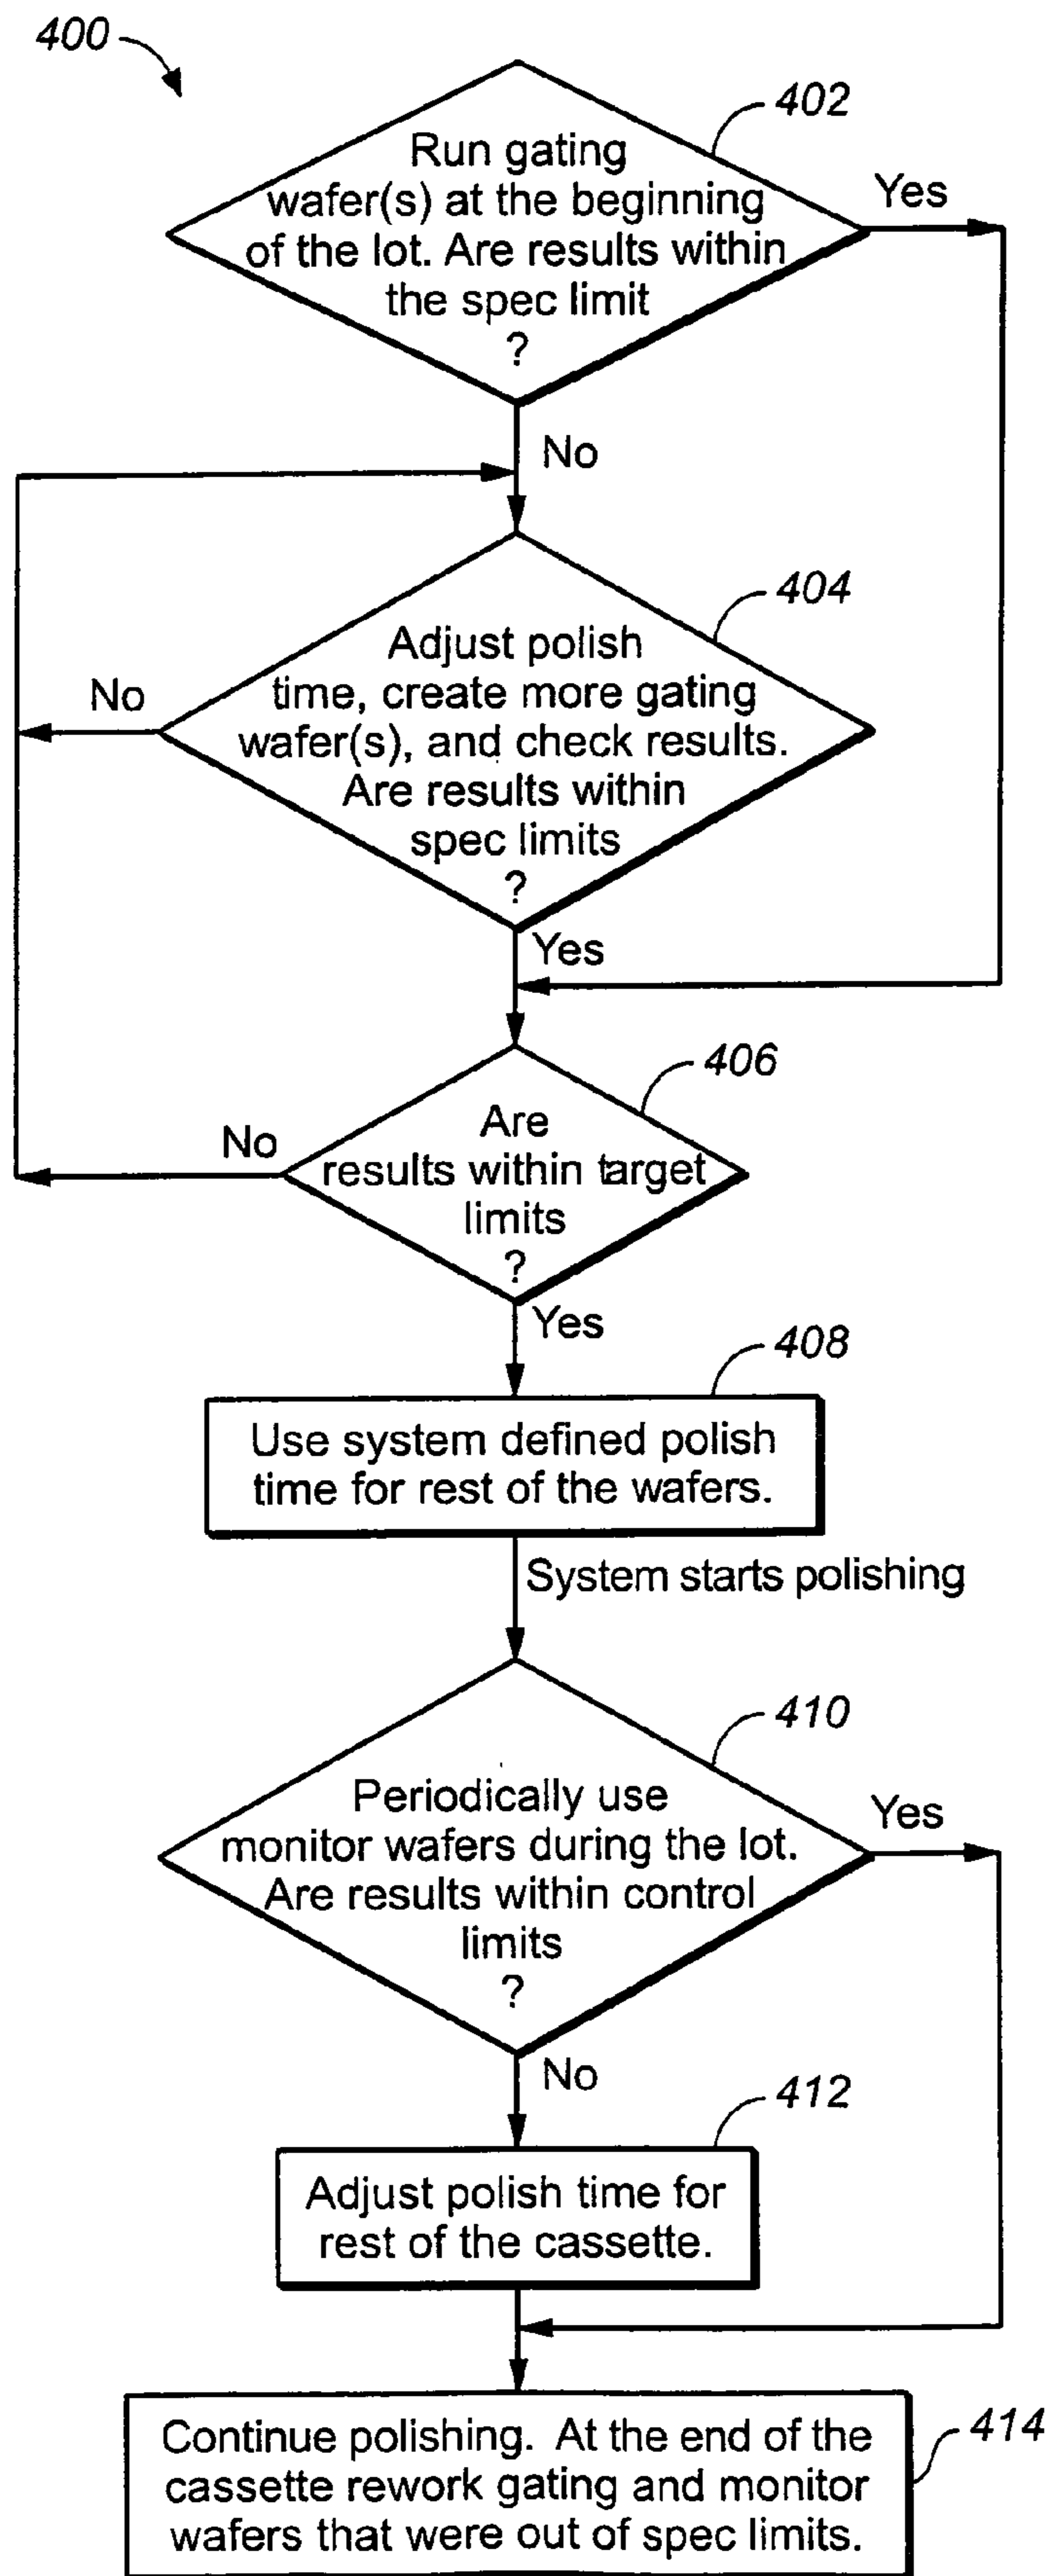 400
402
Run gating
wafer(s) at the beginning
of the lot. Are results within
the spec limit
?
Yes
No
404
Adjust polish
time, create more gating
wafer(s), and check results.
Are results within
spec limits
?
No
Yes
406
Are
results within target
limits
?
No
Yes
408
Use system defined polish
time for rest of the wafers.
System starts polishing
410
Periodically use
monitor wafers during the lot.
Are results within control
limits
?
Yes
No
412
Adjust polish time for
rest of the cassette.
414
Continue polishing. At the end of the
cassette rework gating and monitor
wafers that were out of spec limits.